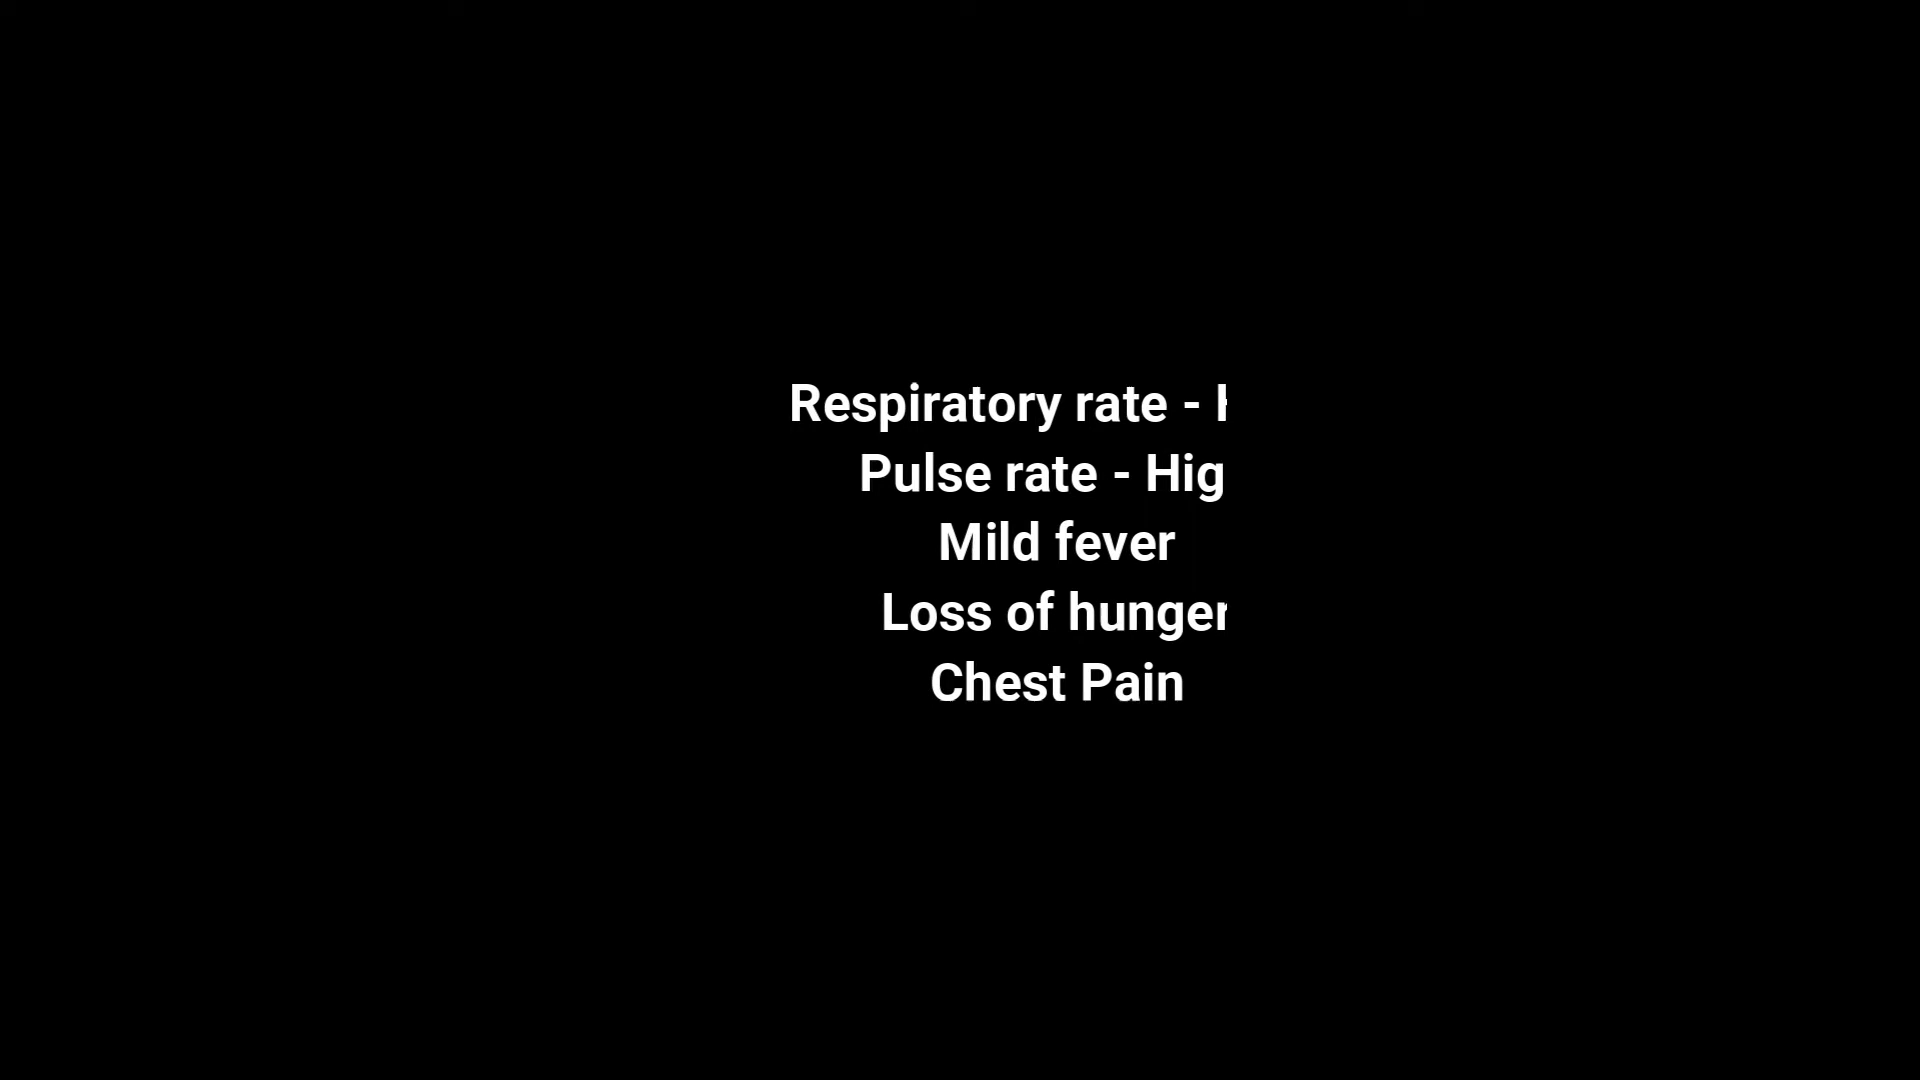 Respiratory rate -
Pulse rate - Hig
Mild fever
Loss of hunger
Chest Pain